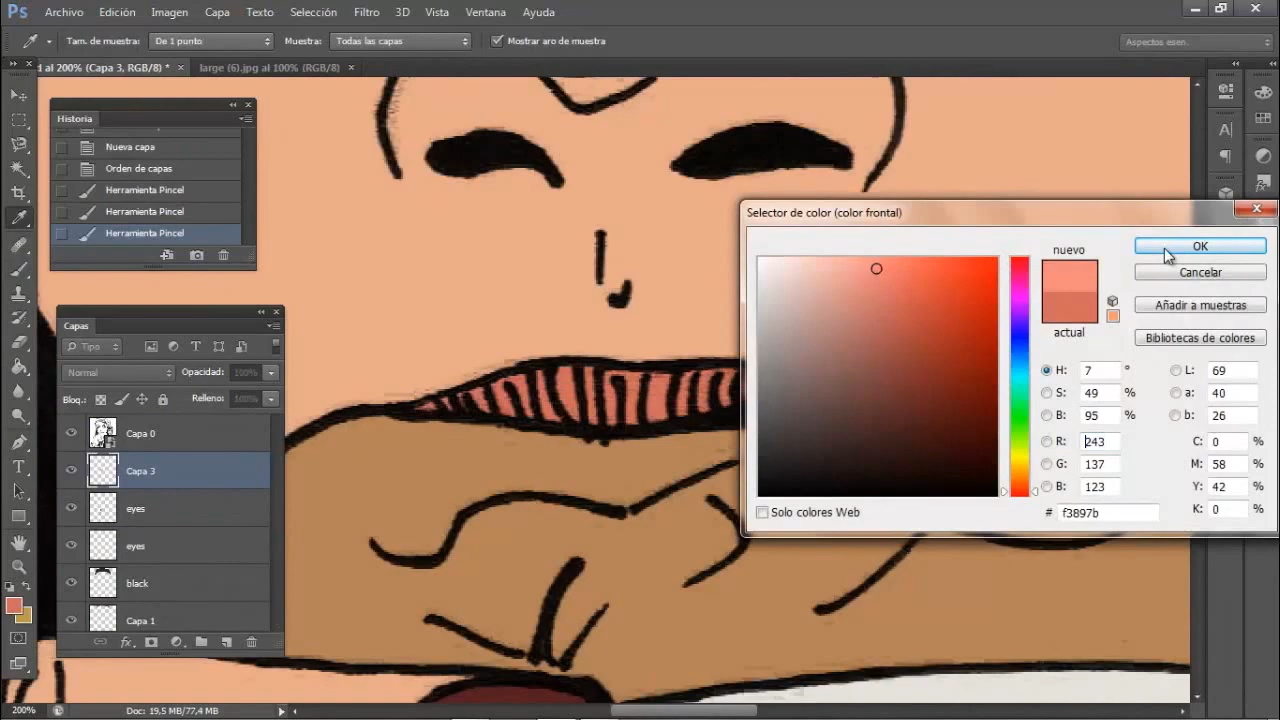 Ps Archivo Edición Imagen Capa Texto Selección Filtro 3D Vista Ventana Ayuda
Tam. de muestra: De 1 punto Muestra: Todas las capas Mostrar aro de muestra Aspectos esen.
d al 200% (Capa 3, RGB/8) * × large (6).jpg al 100% (RGB/8) ×
Historia
Nueva capa
Orden de capas
Herramienta Pincel
Herramienta Pincel
Herramienta Pincel
Capas
Tipo
Normal Opacidad: 100%
Bloq.: Relleno: 100%
Capa 0
Capa 3
eyes
eyes
black
Capa 1
fx
Selector de color (color frontal)
nuevo
actual
OK
Cancelar
Añadir a muestras
Bibliotecas de colores
H: 7 ° L: 69
S: 49 % a: 40
B: 95 % b: 26
R: 243 C: 0 %
G: 137 M: 58 %
B: 123 Y: 42 %
# f3897b K: 0 %
Solo colores Web
200% Doc: 19,5 MB/77,4 MB